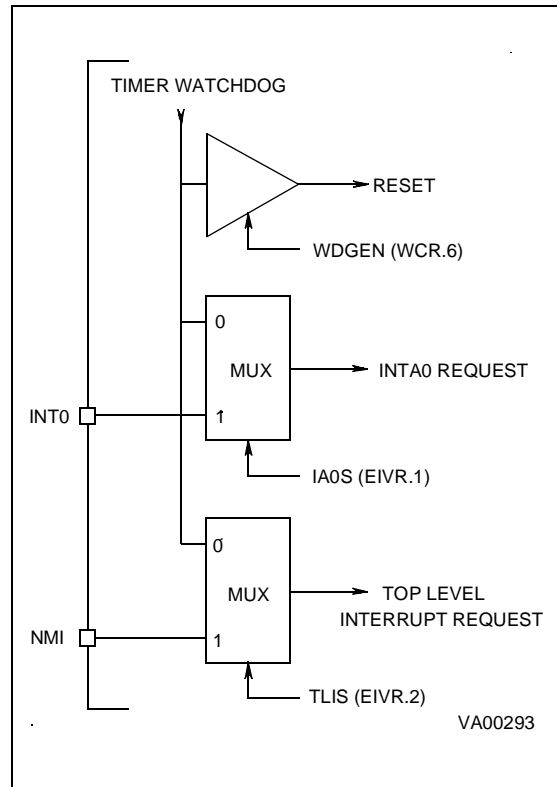 TIMER WATCHDOG
RESET
WDGEN (WCR.6)
0
MUX
INTA0 REQUEST
INT0
1
IA0S (EIVR.1)
0
MUX
TOP LEVEL
INTERRUPT REQUEST
NMI
1
TLIS (EIVR.2)
VA00293